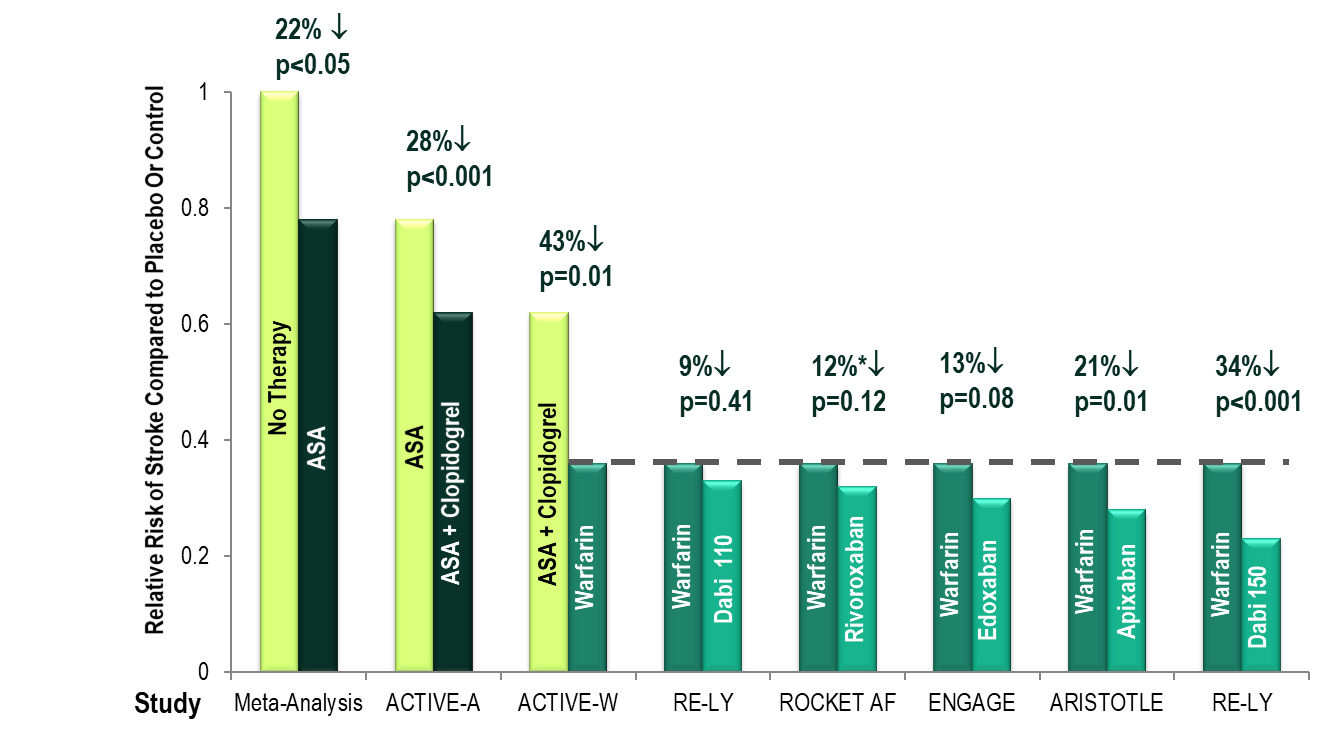 22% ↓
p<0.05
28%↓
p<0.001
43%↓
p=0.01
9%↓
p=0.41
12%*↓
p=0.12
13%↓
p=0.08
21%↓
p=0.01
34%↓
p<0.001
Relative Risk of Stroke Compared to Placebo Or Control
1
0.8
0.6
0.4
0.2
0
No Therapy
ASA
ASA
ASA + Clopidogrel
ASA + Clopidogrel
Warfarin
Warfarin
Dabi 110
Warfarin
Rivoroxaban
Warfarin
Edoxaban
Warfarin
Apixaban
Warfarin
Dabi 150
Study
Meta-Analysis
ACTIVE-A
ACTIVE-W
RE-LY
ROCKET AF
ENGAGE
ARISTOTLE
RE-LY